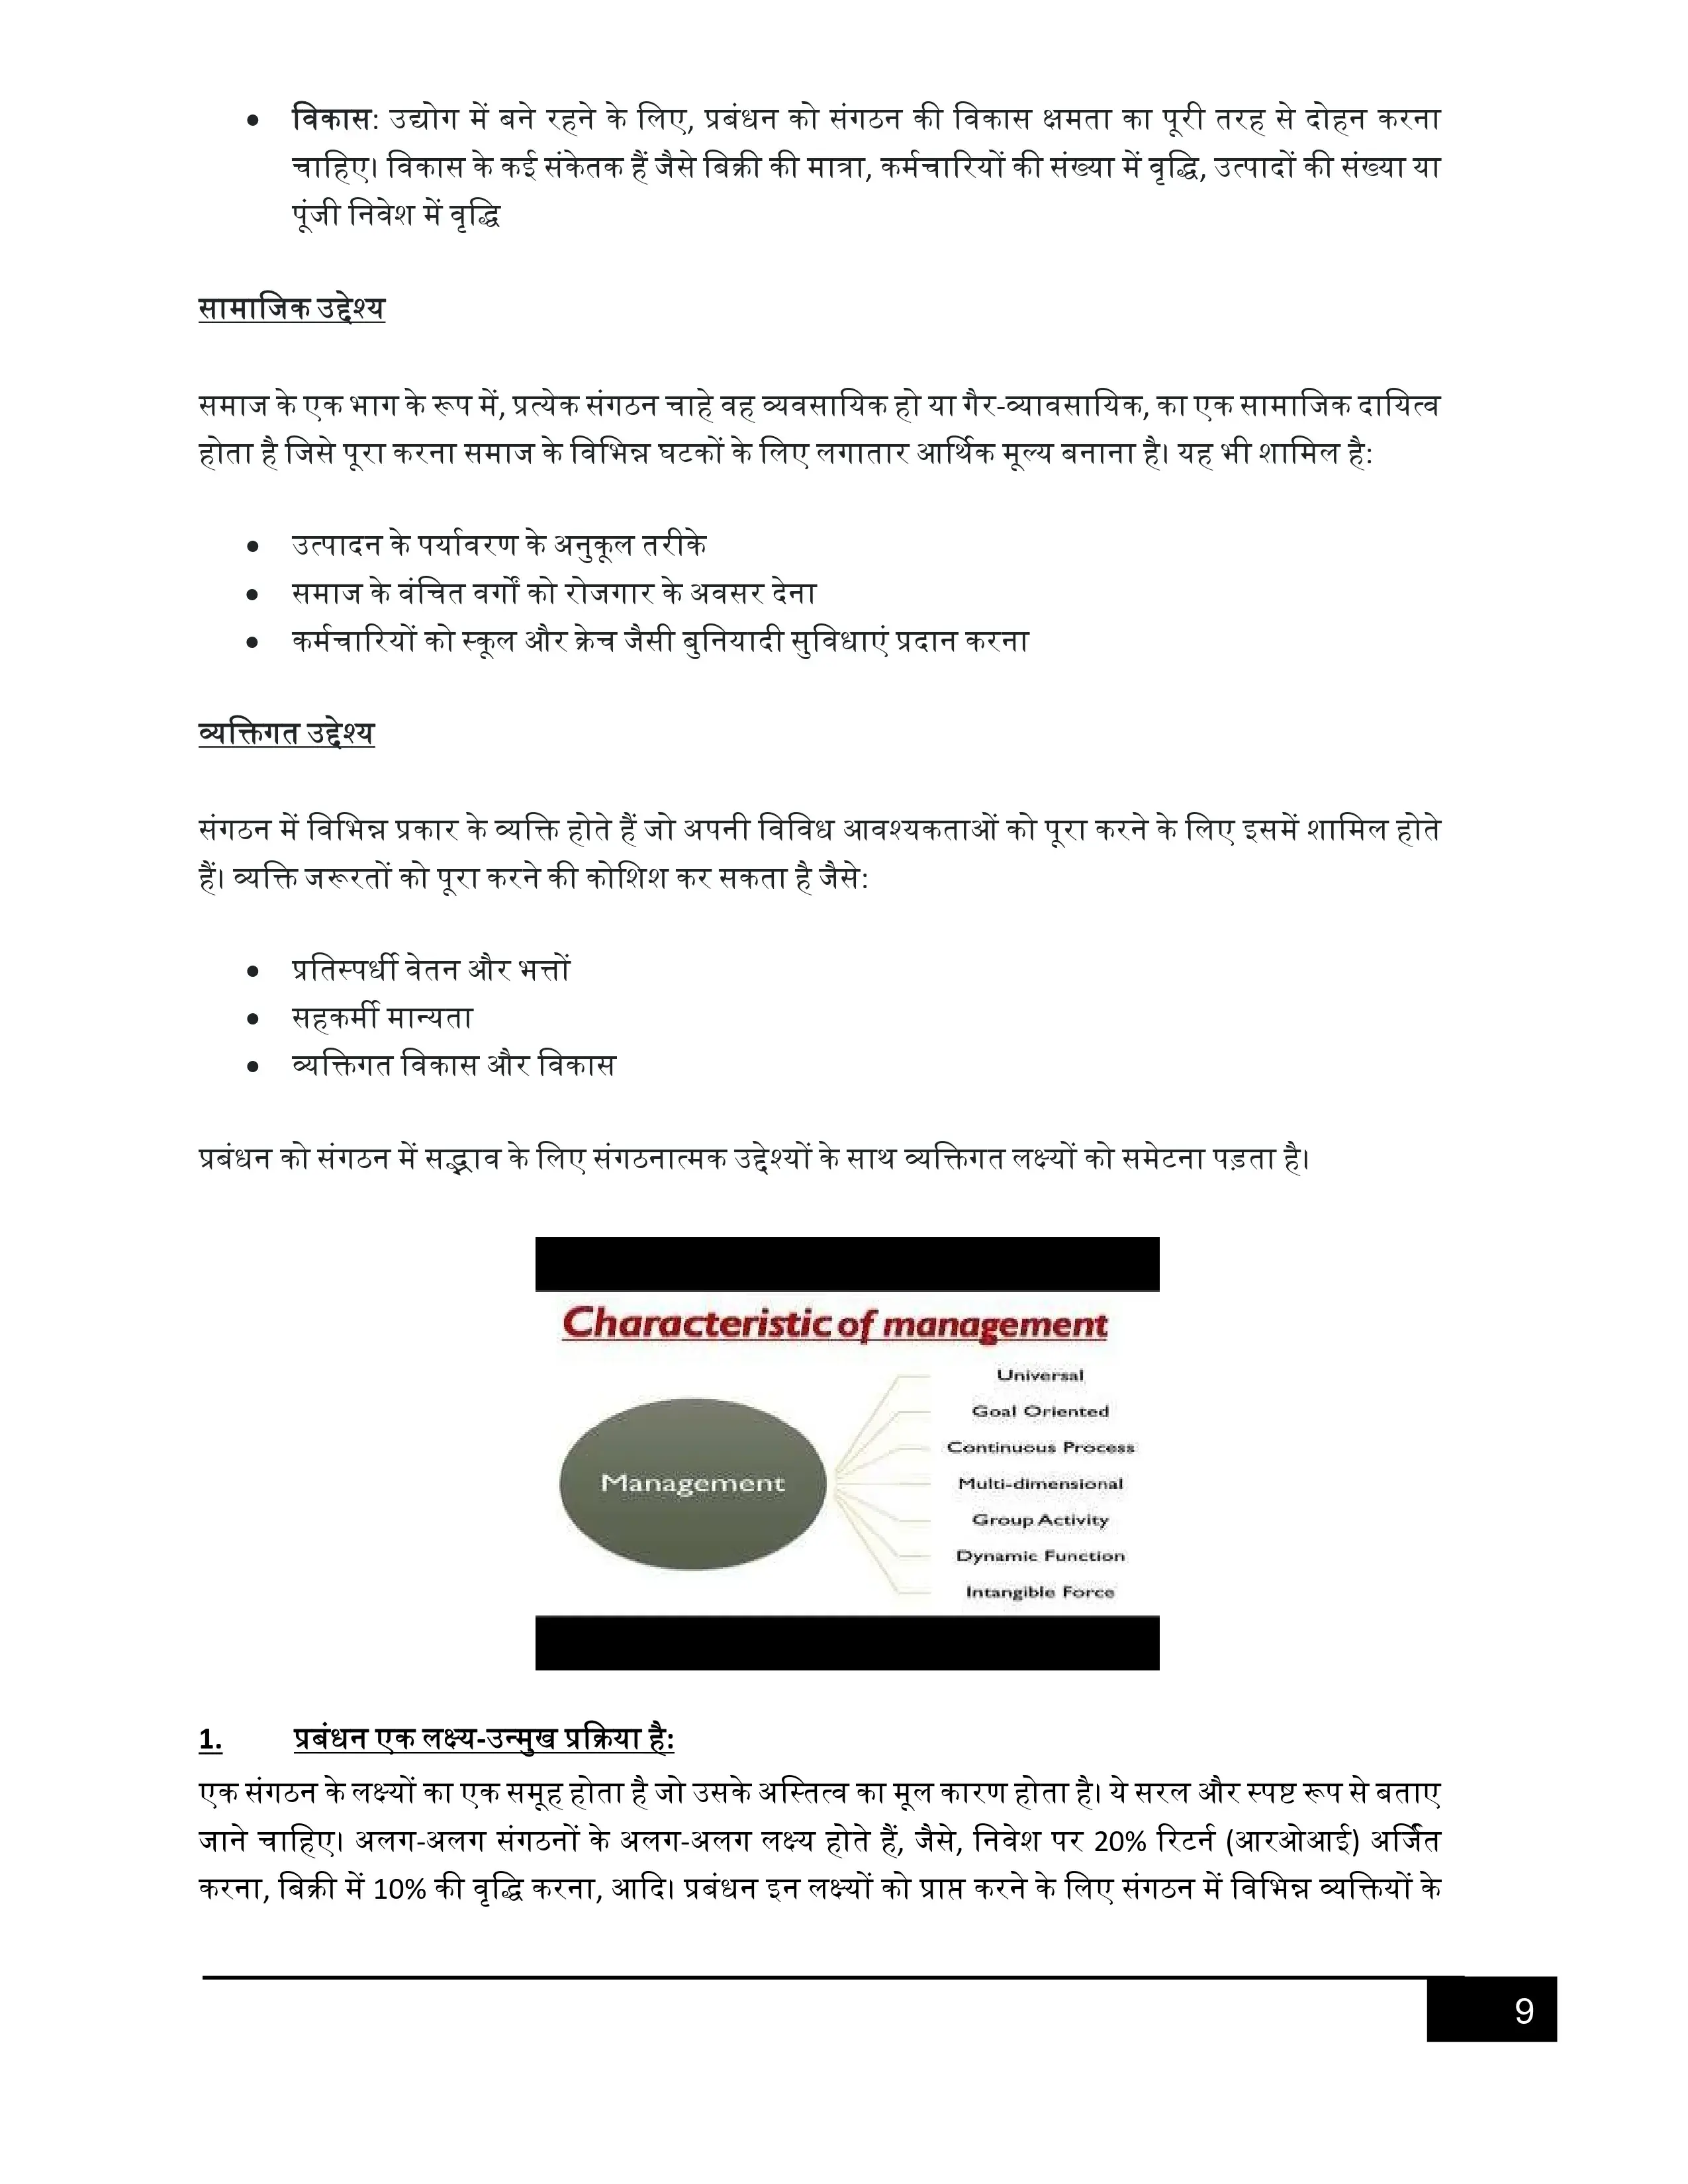 • विकास: उद्योग में बने रहने के लिए, प्रबंधन को संगठन की विकास क्षमता का पूरी तरह से दोहन करना
चाहिए। विकास के कई संकेतक हैं जैसे बिक्री की मात्रा, कर्मचारियों की संख्या में वृद्धि, उत्पादों की संख्या या
पूंजी निवेश में वृद्धि
सामाजिक उद्देश्य
समाज के एक भाग के रूप में, प्रत्येक संगठन चाहे वह व्यवसायिक हो या गैर-व्यावसायिक, का एक सामाजिक दायित्व
होता है जिसे पूरा करना समाज के विभिन्न घटकों के लिए लगातार आर्थिक मूल्य बनाना है। यह भी शामिल है:
• उत्पादन के पर्यावरण के अनुकूल तरीके
• समाज के वंचित वर्गों को रोजगार के अवसर देना
• कर्मचारियों को स्कूल और क्रेच जैसी बुनियादी सुविधाएं प्रदान करना
व्यक्तिगत उद्देश्य
संगठन में विभिन्न प्रकार के व्यक्ति होते हैं जो अपनी विविध आवश्यकताओं को पूरा करने के लिए इसमें शामिल होते
हैं। व्यक्ति जरूरतों को पूरा करने की कोशिश कर सकता है जैसे:
• प्रतिस्पर्धी वेतन और भत्तों
• सहकर्मी मान्यता
• व्यक्तिगत विकास और विकास
प्रबंधन को संगठन में सद्भाव के लिए संगठनात्मक उद्देश्यों के साथ व्यक्तिगत लक्ष्यों को समेटना पड़ता है।
Characteristic of management
Management
Universal
Goal Oriented
Continuous Process
Multi-dimensional
Group Activity
Dynamic Function
Intangible Force
1. प्रबंधन एक लक्ष्य-उन्मुख प्रक्रिया है:
एक संगठन के लक्ष्यों का एक समूह होता है जो उसके अस्तित्व का मूल कारण होता है। ये सरल और स्पष्ट रूप से बताए
जाने चाहिए। अलग-अलग संगठनों के अलग-अलग लक्ष्य होते हैं, जैसे, निवेश पर 20% रिटर्न (आरओआई) अर्जित
करना, बिक्री में 10% की वृद्धि करना, आदि। प्रबंधन इन लक्ष्यों को प्राप्त करने के लिए संगठन में विभिन्न व्यक्तियों के
9